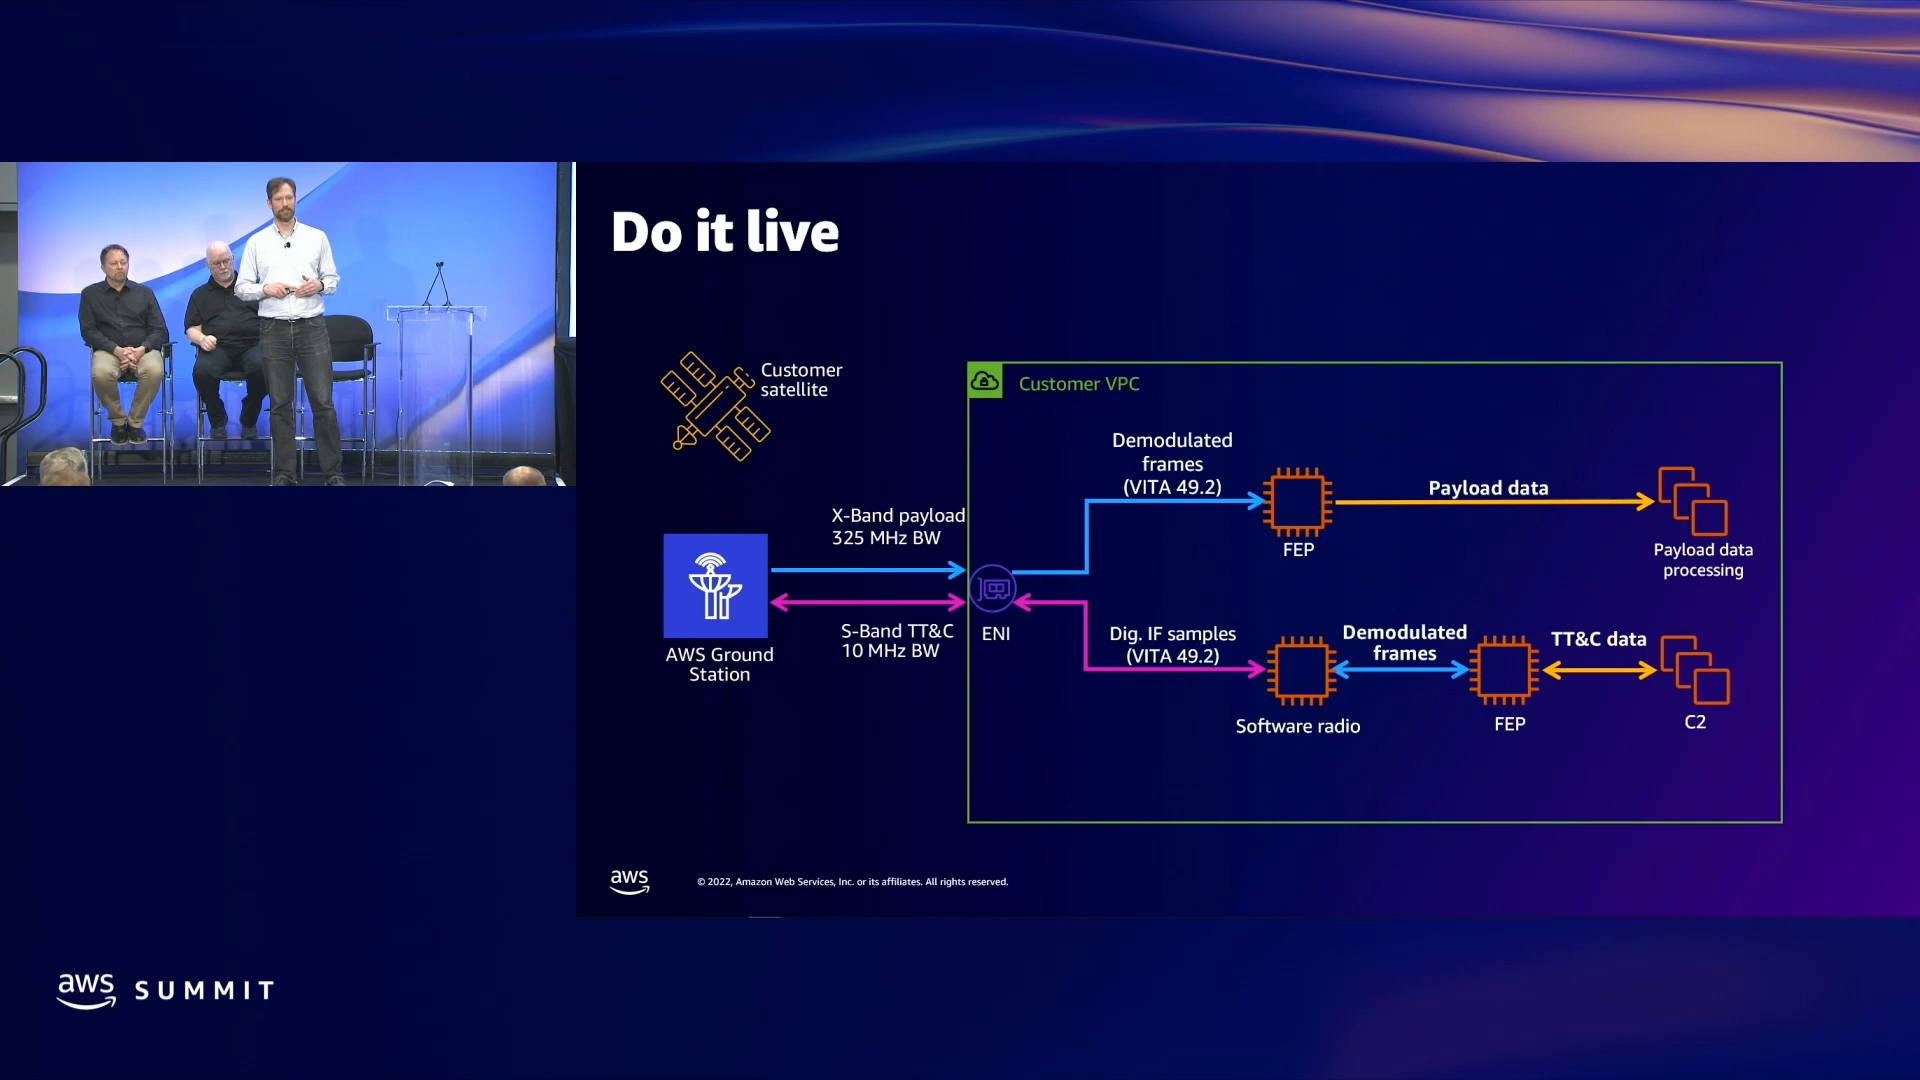 Do it live
Customer
satellite
Customer VPC
Demodulated
frames
(VITA 49.2)
Payload data
FEP
Payload data
processing
X-Band payload
325 MHz BW
S-Band TT&C
10 MHz BW
AWS Ground
Station
ENI
Dig. IF samples
(VITA 49.2)
Demodulated
frames
TT&C data
Software radio
FEP
C2
aws
© 2022, Amazon Web Services, Inc. or its affiliates. All rights reserved.
aws SUMMIT